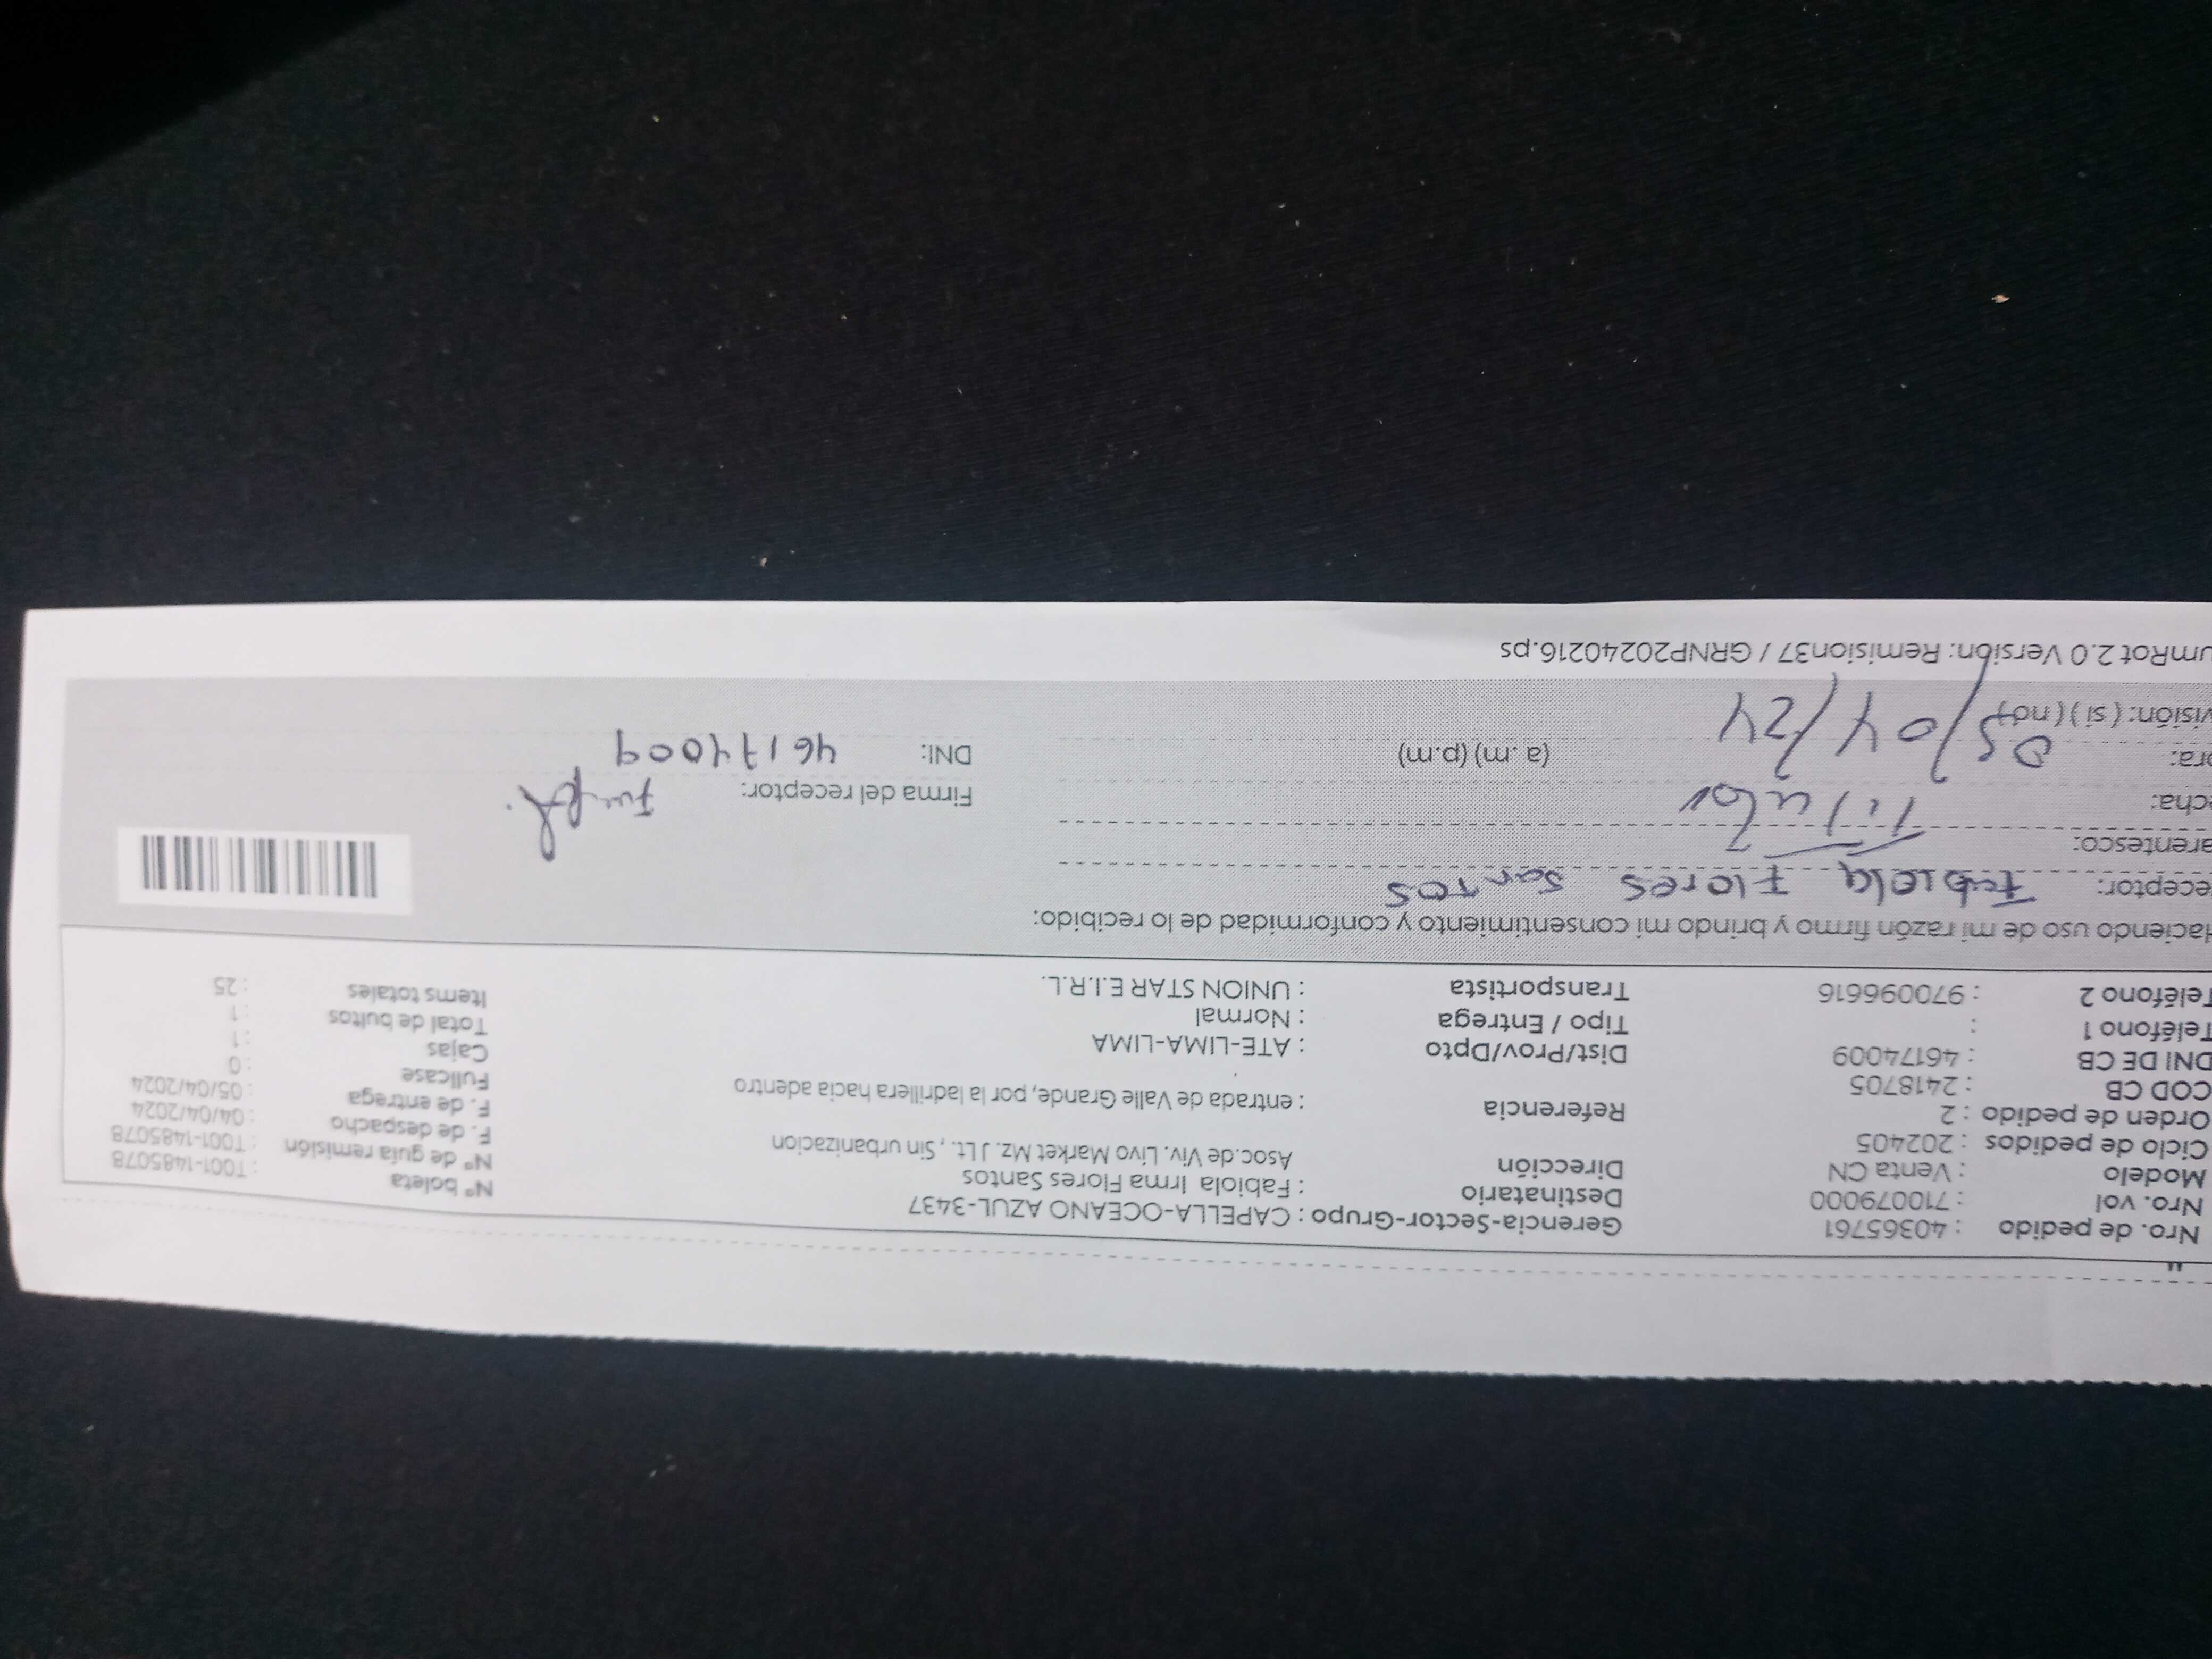 Nro. de pedido : 40365761 Gerencia-Sector-Grupo : CAPELLA-OCEANO AZUL-3437 Nº boleta : T001-1485078
Nro. vol : 710079000 Destinatario : Fabiola Irma Flores Santos Nº de guía remisión : T001-1485078
Modelo : Venta CN Dirección Asoc.de Viv. Livo Market Mz. J Lt. , Sin urbanizacion F. de despacho : 04/04/2024
Ciclo de pedidos : 202405 F. de entrega : 05/04/2024
Orden de pedido : 2 Referencia : entrada de Valle Grande, por la ladrillera hacia adentro Fullcase : 0
COD CB : 2418705 Cajas : 1
DNI DE CB : 46174009 Dist/Prov/Dpto : ATE-LIMA-LIMA Total de bultos : 1
Teléfono 1 : Tipo / Entrega : Normal Items totales : 25
Teléfono 2 : 970096616 Transportista : UNION STAR E.I.R.L.
Haciendo uso de mi razón firmo y brindo mi consentimiento y conformidad de lo recibido:
eceptor: Fabiola Flores Santos
arentesco: Titular
echa: Firma del receptor:
ora: 05/04/24 (a. m) (p.m) DNI: 46174009
visión: ( si ) ( no )
umRot 2.0 Versión: Remision37 / GRNP20240216.ps